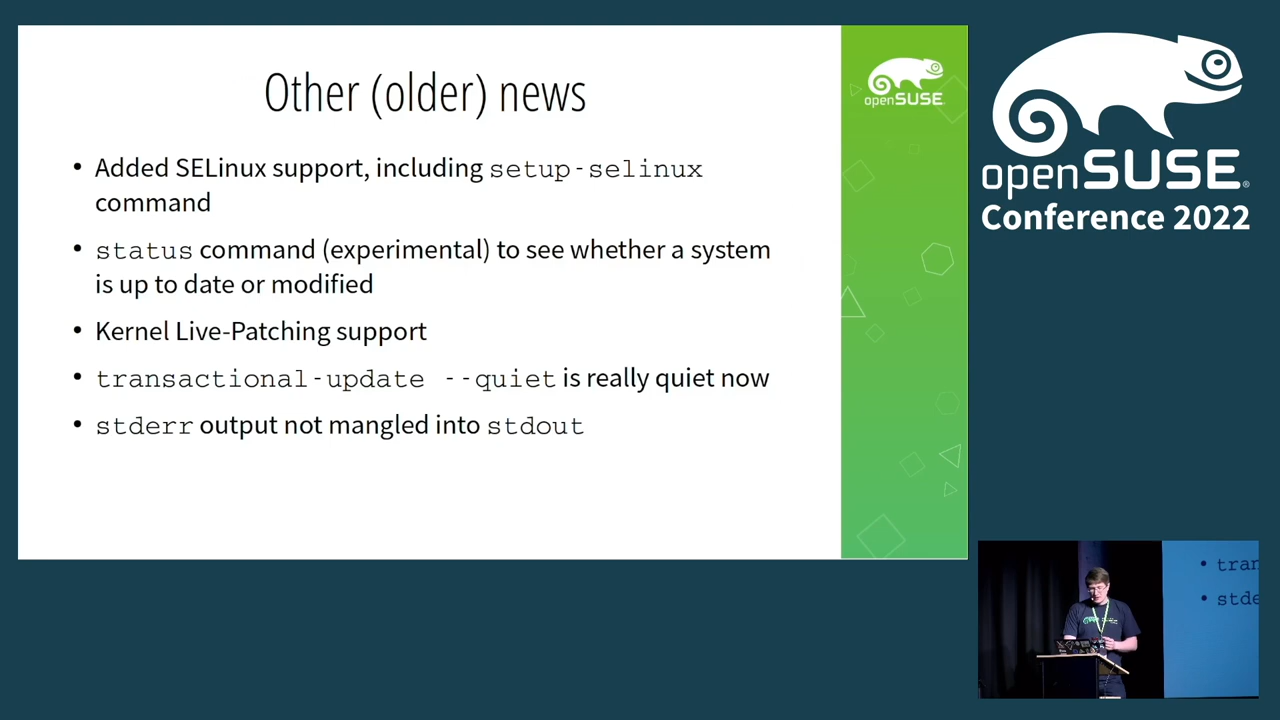 Other (older) news
• Added SELinux support, including setup-selinux
command
• status command (experimental) to see whether a system
is up to date or modified
• Kernel Live-Patching support
• transactional-update --quiet is really quiet now
• stderr output not mangled into stdout
openSUSE
openSUSE®
Conference 2022
• tran
• stde